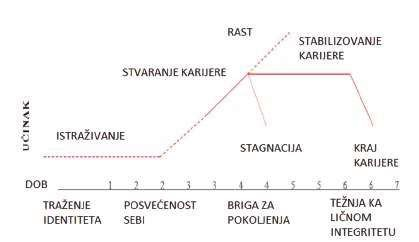 RAST
STABILIZOVANJE
KARIJERE
STVARANJE KARIJERE
UČINAK
ISTRAŽIVANJE
STAGNACIJA
KRAJ
KARIJERE
DOB 1 2 2 3 3 4 4 5 5 6 6 7
TRAŽENJE
IDENTITETA
POSVEĆENOST
SEBI
BRIGA ZA
POKOLJENJA
TEŽNJA KA
LIČNOM
INTEGRITETU